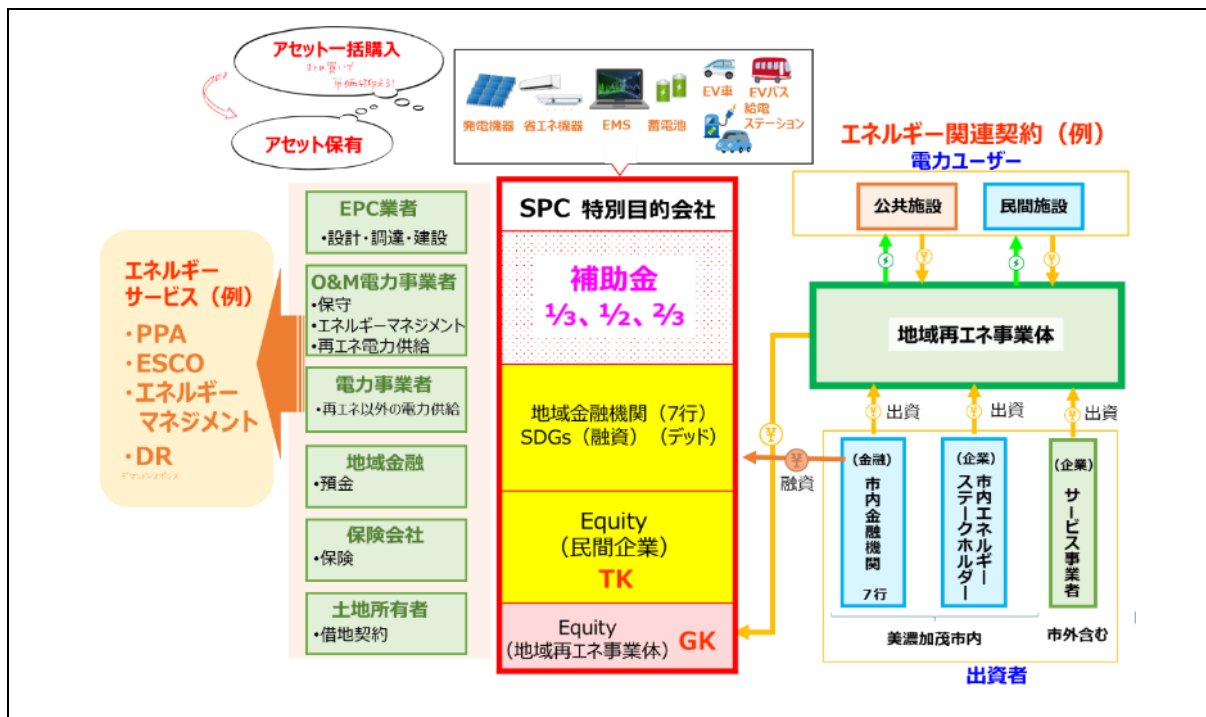 アセット一括購入
まとめ買いで
単価を抑える!
アセット保有
発電機器
省エネ機器
EMS
蓄電池
EV車
EVバス
給電
ステーション
エネルギー関連契約（例）
電力ユーザー
公共施設
民間施設
地域再エネ事業体
出資
出資
出資
融資
（金融）
市内金融機関
7行
（企業）
市内エネルギー
ステークホルダー
（企業）
サービス事業者
美濃加茂市内
市外含む
出資者
SPC 特別目的会社
補助金
⅓、½、⅔
地域金融機関（7行）
SDGs（融資）（デッド）
Equity
（民間企業）
TK
Equity
（地域再エネ事業体）
GK
EPC業者
・設計・調達・建設
O&M電力事業者
・保守
・エネルギーマネジメント
・再エネ電力供給
電力事業者
・再エネ以外の電力供給
地域金融
・預金
保険会社
・保険
土地所有者
・借地契約
エネルギー
サービス（例）
・PPA
・ESCO
・エネルギー
マネジメント
・DR